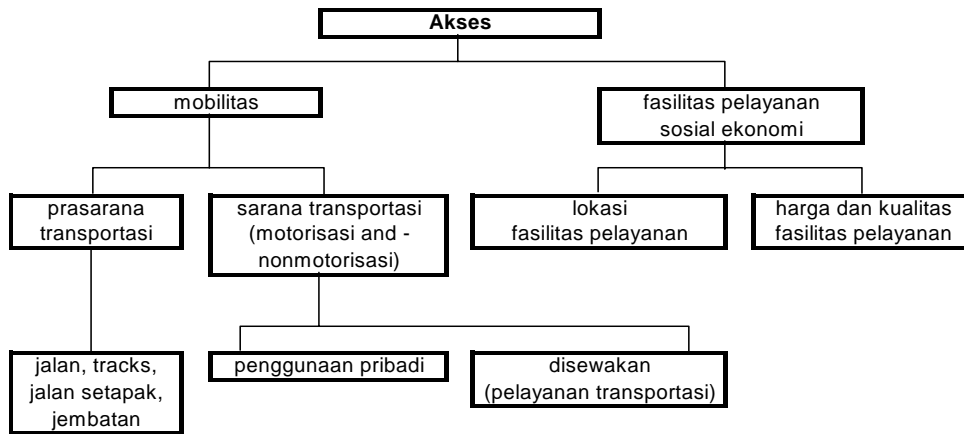 Akses
mobilitas
fasilitas pelayanan
sosial ekonomi
prasarana
transportasi
sarana transportasi
(motorisasi and -
nonmotorisasi)
lokasi
fasilitas pelayanan
harga dan kualitas
fasilitas pelayanan
jalan, tracks,
jalan setapak,
jembatan
penggunaan pribadi
disewakan
(pelayanan transportasi)